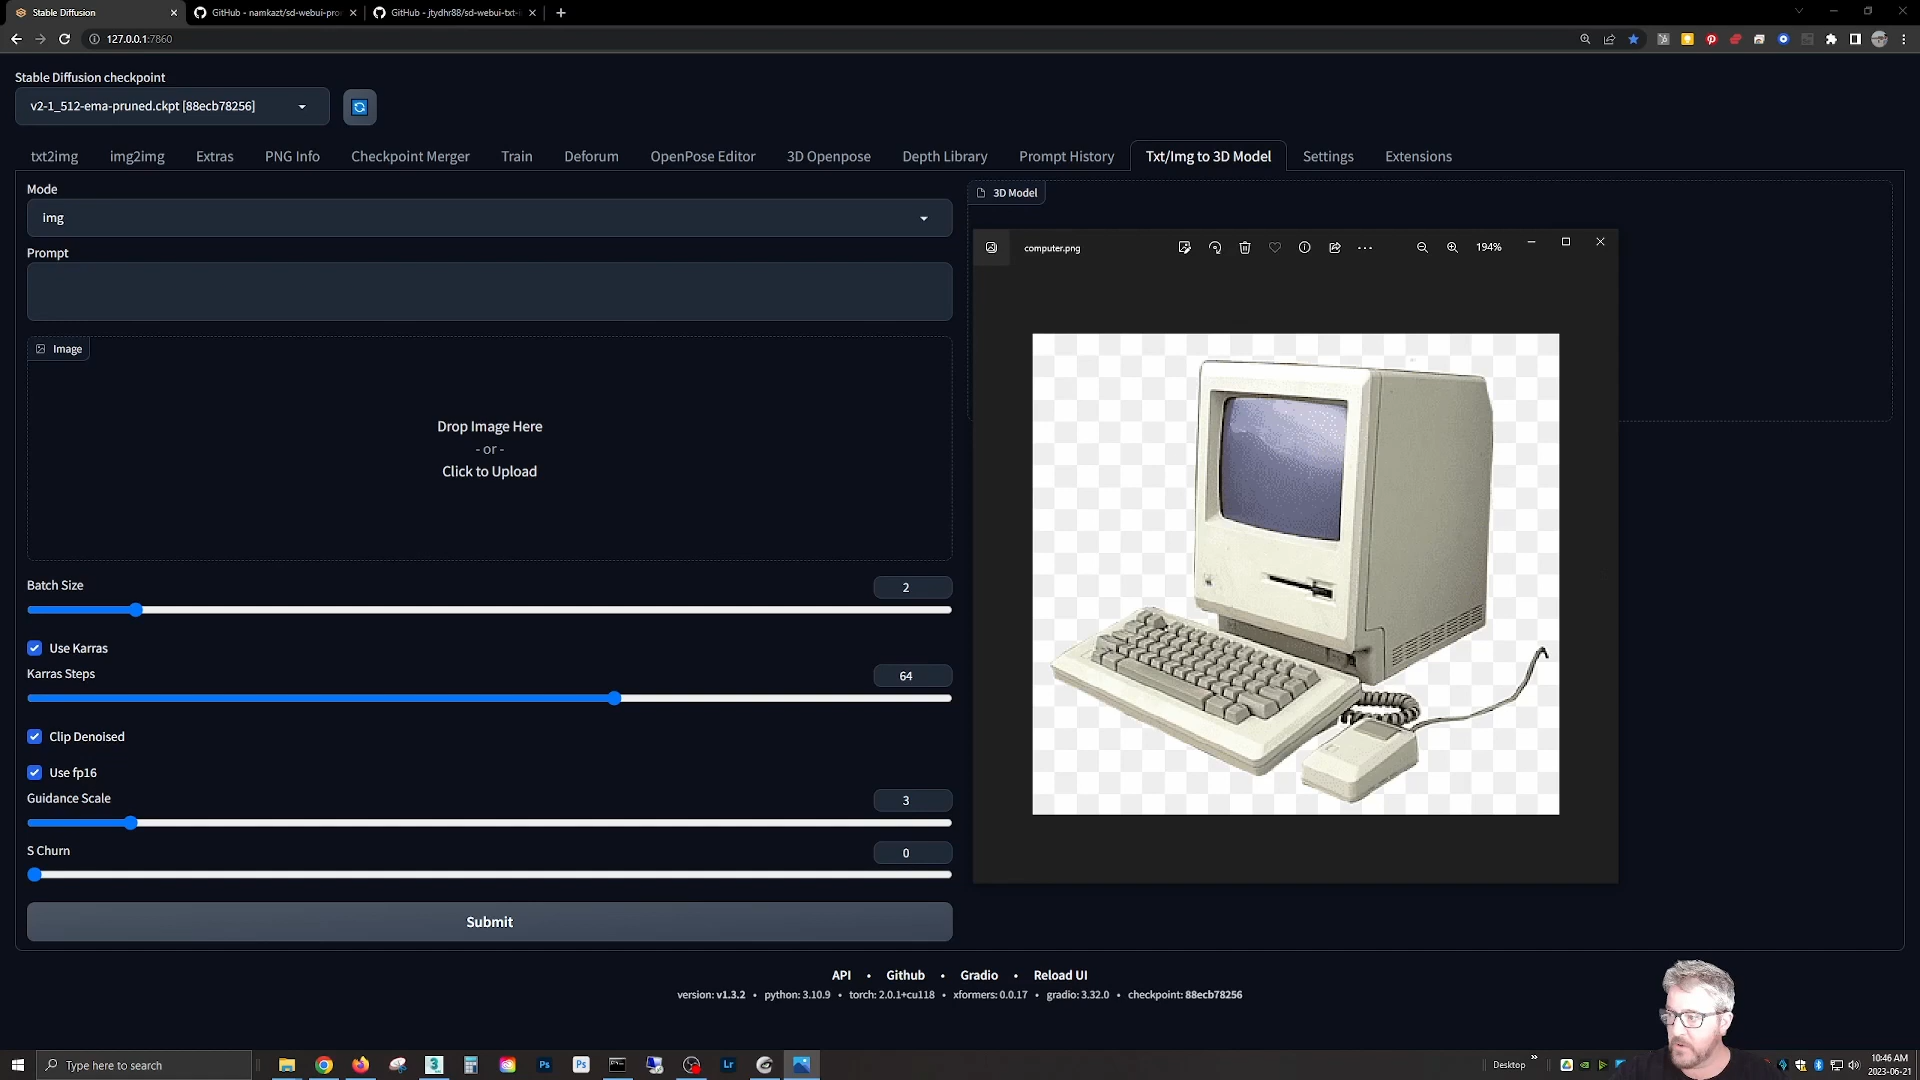 Stable Diffusion
GitHub - namkazt/sd-webui-pro
GitHub - jtydhr88/sd-webui-txt-i
127.0.0.1:7860
Stable Diffusion checkpoint
v2-1_512-ema-pruned.ckpt [88ecb78256]
txt2img
img2img
Extras
PNG Info
Checkpoint Merger
Train
Deforum
OpenPose Editor
3D Openpose
Depth Library
Prompt History
Txt/Img to 3D Model
Settings
Extensions
Mode
img
Prompt
Image
Drop Image Here
- or -
Click to Upload
Batch Size
2
Use Karras
Karras Steps
64
Clip Denoised
Use fp16
Guidance Scale
3
S Churn
0
Submit
3D Model
computer.png
194%
API • Github • Gradio • Reload UI
version: v1.3.2 • python: 3.10.9 • torch: 2.0.1+cu118 • xformers: 0.0.17 • gradio: 3.32.0 • checkpoint: 88ecb78256
Type here to search
3
Ps
Ps
Lr
Desktop
10:46 AM
2023-06-21